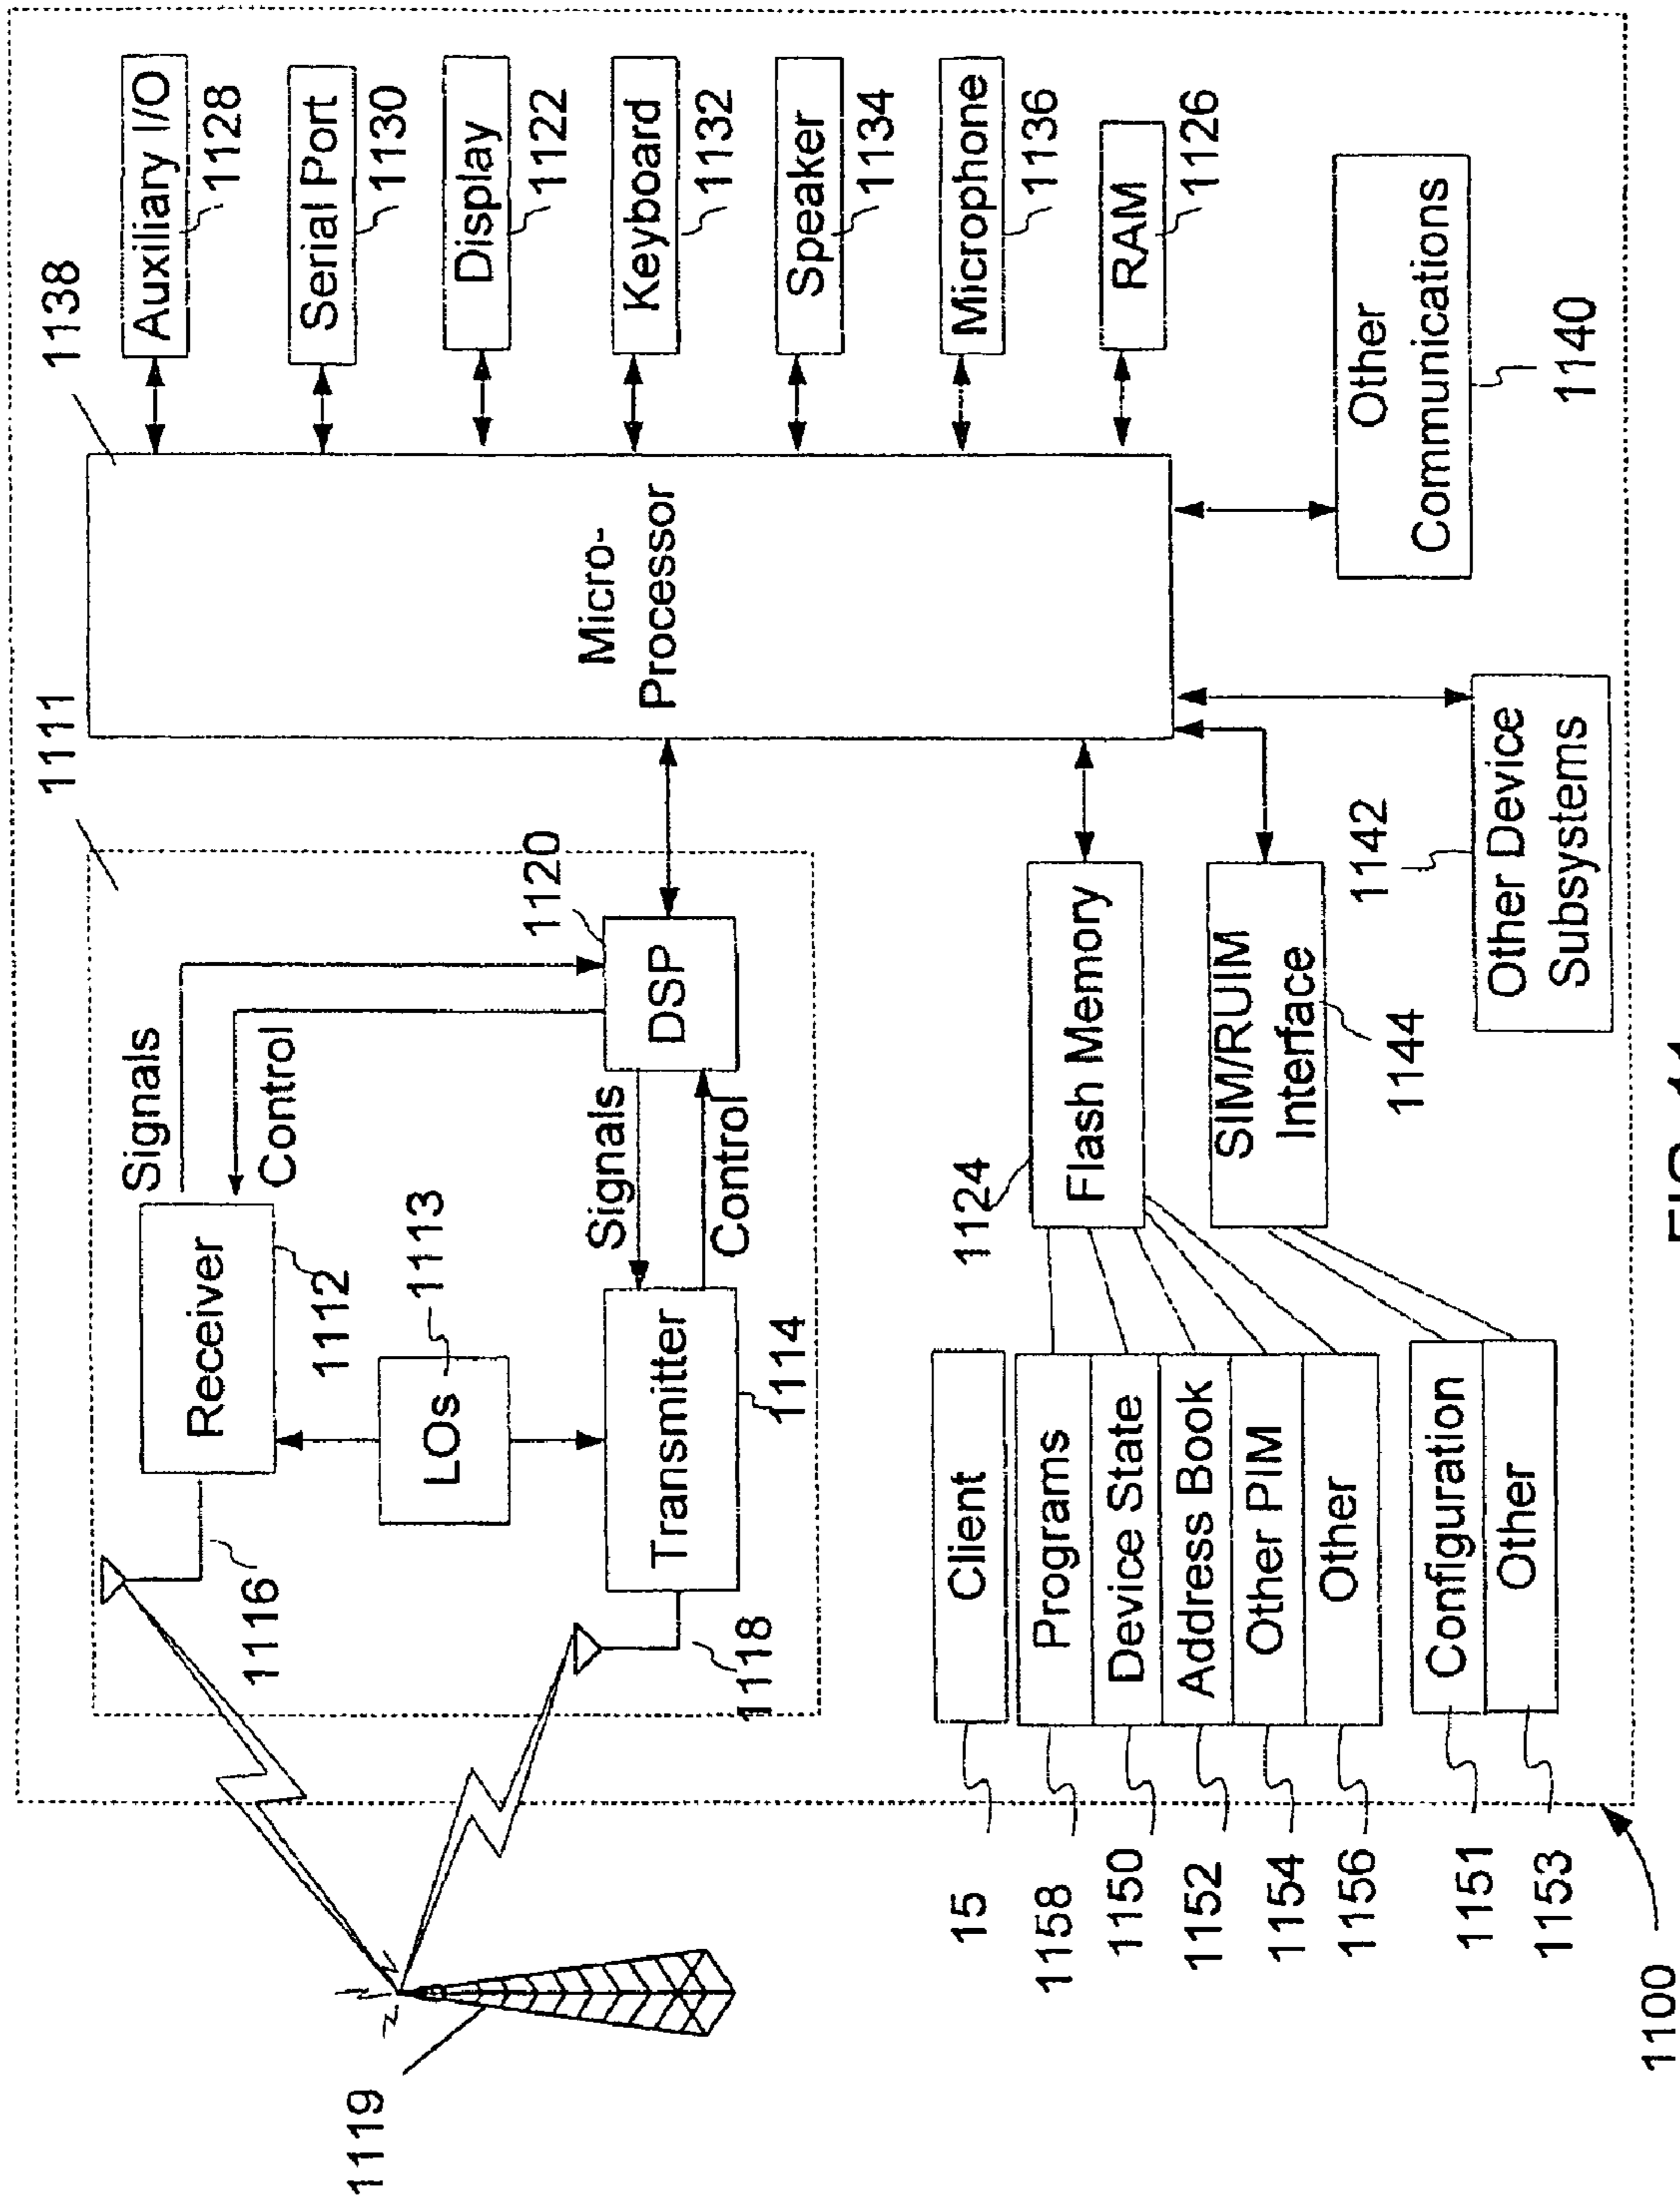 1100
1119
1111
1138
Signals
Receiver
Control
1116
1112
LOs
1113
1120
DSP
Signals
Transmitter
Control
1118
1114
Micro-
Processor
Auxiliary I/O
1128
Serial Port
1130
Display
1122
Keyboard
1132
Speaker
1134
Microphone
1136
RAM
1126
Other
Communications
1140
1124
Flash Memory
SIM/RUIM
Interface
1144
1142
Other Device
Subsystems
15
Client
1158
Programs
1150
Device State
1152
Address Book
1154
Other PIM
1156
Other
1151
Configuration
1153
Other